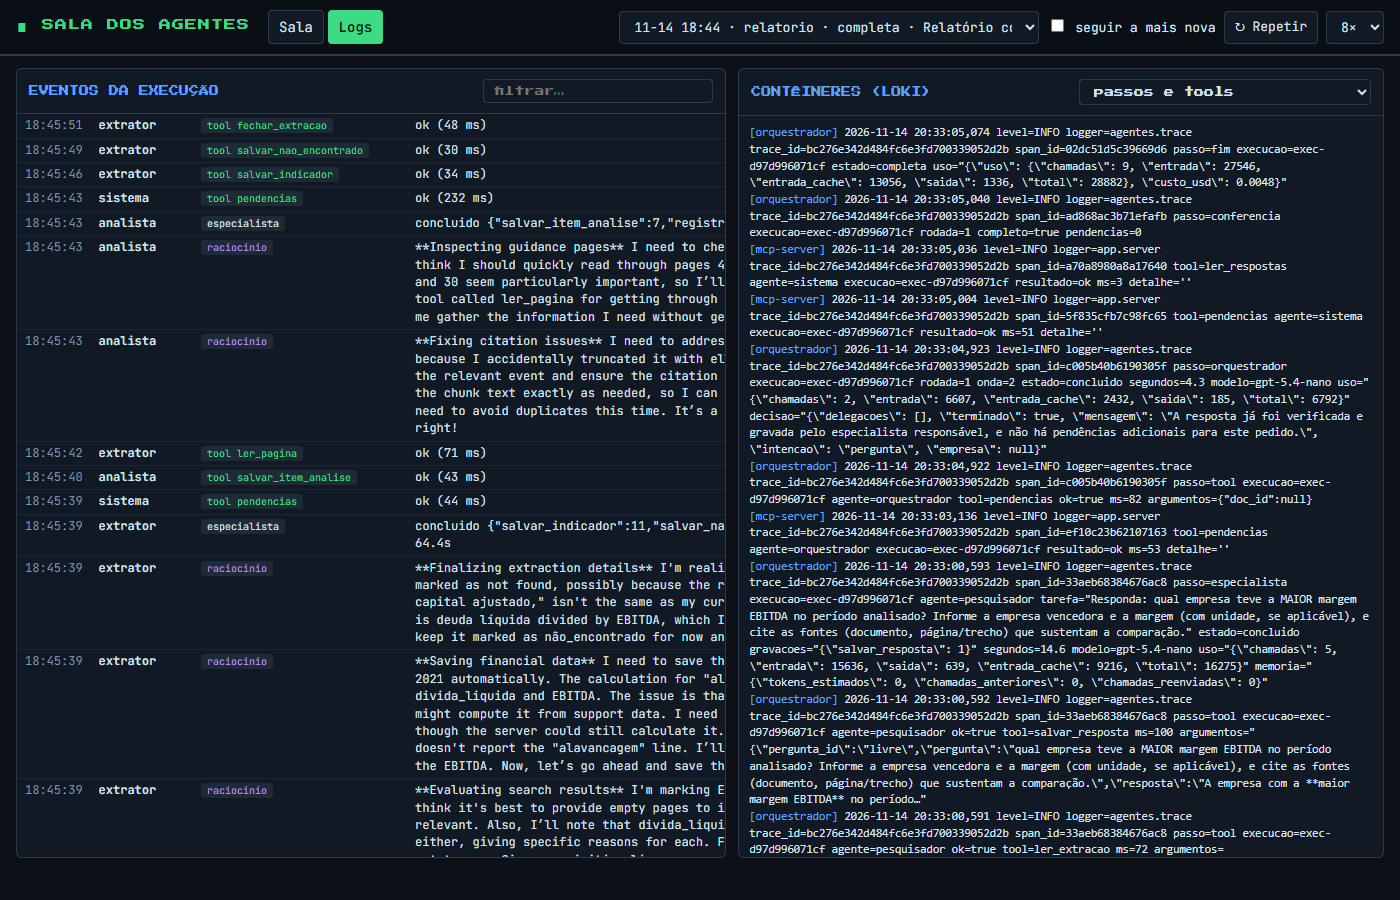 SALA DOS AGENTES
Sala
Logs
11-14 18:44 · relatorio · completa · Relatório co
seguir a mais nova
↻ Repetir
8×
EVENTOS DA EXECUÇÃO
filtrar…
18:45:51 extrator tool fechar_extracao ok (48 ms)
18:45:49 extrator tool salvar_nao_encontrado ok (30 ms)
18:45:46 extrator tool salvar_indicador ok (34 ms)
18:45:43 sistema tool pendencias ok (232 ms)
18:45:43 analista especialista concluido {"salvar_item_analise":7,"registr
18:45:43 analista raciocinio **Inspecting guidance pages** I need to che
think I should quickly read through pages 4
and 30 seem particularly important, so I'll
tool called ler_pagina for getting through
me gather the information I need without ge
18:45:43 analista raciocinio **Fixing citation issues** I need to addres
because I accidentally truncated it with el
the relevant event and ensure the citation
the chunk text exactly as needed, so I can
need to avoid duplicates this time. It's a
right!
18:45:42 extrator tool ler_pagina ok (71 ms)
18:45:40 analista tool salvar_item_analise ok (43 ms)
18:45:39 sistema tool pendencias ok (44 ms)
18:45:39 extrator especialista concluido {"salvar_indicador":11,"salvar_na
64.4s
18:45:39 extrator raciocinio **Finalizing extraction details** I'm reali
marked as not found, possibly because the r
capital ajustado," isn't the same as my cur
is deuda líquida divided by EBITDA, which I
keep it marked as não_encontrado for now an
18:45:39 extrator raciocinio **Saving financial data** I need to save th
2021 automatically. The calculation for "al
divida_liquida and EBITDA. The issue is tha
might compute it from support data. I need
though the server could still calculate it.
doesn't report the "alavancagem" line. I'll
the EBITDA. Now, let's go ahead and save th
18:45:39 extrator raciocinio **Evaluating search results** I'm marking E
think it's best to provide empty pages to i
relevant. Also, I'll note that divida_liqui
either, giving specific reasons for each. F
CONTÊINERES (LOKI)
passos e tools
[orquestrador] 2026-11-14 20:33:05,074 level=INFO logger=agentes.trace
trace_id=bc276e342d484fc6e3fd700339052d2b span_id=02dc51d5c39669d6 passo=fim execucao=exec-
d97d996071cf estado=completa uso="{\"uso\": {\"chamadas\": 9, \"entrada\": 27546,
\"entrada_cache\": 13056, \"saida\": 1336, \"total\": 28882}, \"custo_usd\": 0.0048}"
[orquestrador] 2026-11-14 20:33:05,040 level=INFO logger=agentes.trace
trace_id=bc276e342d484fc6e3fd700339052d2b span_id=ad868ac3b71efafb passo=conferencia
execucao=exec-d97d996071cf rodada=1 completo=true pendencias=0
[mcp-server] 2026-11-14 20:33:05,036 level=INFO logger=app.server
trace_id=bc276e342d484fc6e3fd700339052d2b span_id=a70a8980a8a17640 tool=ler_respostas
agente=sistema execucao=exec-d97d996071cf resultado=ok ms=3 detalhe=''
[mcp-server] 2026-11-14 20:33:05,004 level=INFO logger=app.server
trace_id=bc276e342d484fc6e3fd700339052d2b span_id=5f835cfb7c98fc65 tool=pendencias agente=sistema
execucao=exec-d97d996071cf resultado=ok ms=51 detalhe=''
[orquestrador] 2026-11-14 20:33:04,923 level=INFO logger=agentes.trace
trace_id=bc276e342d484fc6e3fd700339052d2b span_id=c005b40b6190305f passo=orquestrador
execucao=exec-d97d996071cf rodada=1 onda=2 estado=concluido segundos=4.3 modelo=gpt-5.4-nano uso="
{\"chamadas\": 2, \"entrada\": 6607, \"entrada_cache\": 2432, \"saida\": 185, \"total\": 6792}"
decisao="{\"delegacoes\": [], \"terminado\": true, \"mensagem\": \"A resposta já foi verificada e
gravada pelo especialista responsável, e não há pendências adicionais para este pedido.\",
\"intencao\": \"pergunta\", \"empresa\": null}"
[orquestrador] 2026-11-14 20:33:04,922 level=INFO logger=agentes.trace
trace_id=bc276e342d484fc6e3fd700339052d2b span_id=c005b40b6190305f passo=tool execucao=exec-
d97d996071cf agente=orquestrador tool=pendencias ok=true ms=82 argumentos={"doc_id":null}
[mcp-server] 2026-11-14 20:33:03,136 level=INFO logger=app.server
trace_id=bc276e342d484fc6e3fd700339052d2b span_id=ef10c23b62107163 tool=pendencias
agente=orquestrador execucao=exec-d97d996071cf resultado=ok ms=53 detalhe=''
[orquestrador] 2026-11-14 20:33:00,593 level=INFO logger=agentes.trace
trace_id=bc276e342d484fc6e3fd700339052d2b span_id=33aeb68384676ac8 passo=especialista
execucao=exec-d97d996071cf agente=pesquisador tarefa="Responda: qual empresa teve a MAIOR margem
EBITDA no período analisado? Informe a empresa vencedora e a margem (com unidade, se aplicável), e
cite as fontes (documento, página/trecho) que sustentam a comparação." estado=concluido
gravacoes="{\"salvar_resposta\": 1}" segundos=14.6 modelo=gpt-5.4-nano uso="{\"chamadas\": 5,
\"entrada\": 15636, \"saida\": 639, \"entrada_cache\": 9216, \"total\": 16275}" memoria="
{\"tokens_estimados\": 0, \"chamadas_anteriores\": 0, \"chamadas_reenviadas\": 0}"
[orquestrador] 2026-11-14 20:33:00,592 level=INFO logger=agentes.trace
trace_id=bc276e342d484fc6e3fd700339052d2b span_id=33aeb68384676ac8 passo=tool execucao=exec-
d97d996071cf agente=pesquisador ok=true tool=salvar_resposta ms=100 argumentos="
{\"pergunta_id\":\"livre\",\"pergunta\":\"qual empresa teve a MAIOR margem EBITDA no período
analisado? Informe a empresa vencedora e a margem (com unidade, se aplicável), e cite as fontes
(documento, página/trecho) que sustentam a comparação.\",\"resposta\":\"A empresa com a **maior
margem EBITDA** no período…"
[orquestrador] 2026-11-14 20:33:00,591 level=INFO logger=agentes.trace
trace_id=bc276e342d484fc6e3fd700339052d2b span_id=33aeb68384676ac8 passo=tool execucao=exec-
d97d996071cf agente=pesquisador ok=true tool=ler_extracao ms=72 argumentos=